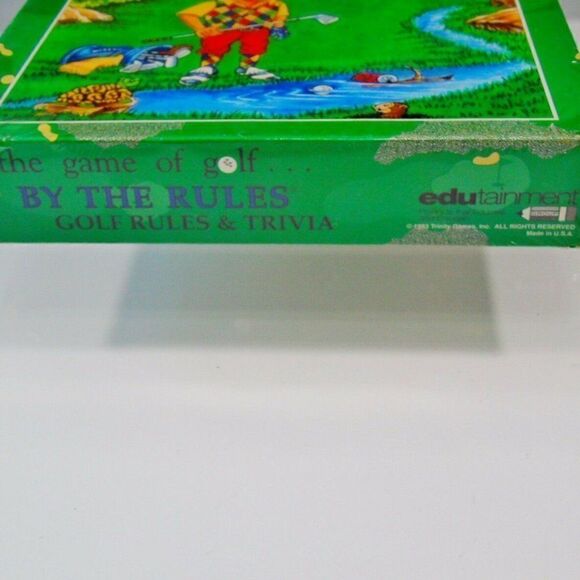 the game of golf...
BY THE RULES
GOLF RULES & TRIVIA
edutainment
© 1993 Trinity Games, Inc. ALL RIGHTS RESERVED
Made in U.S.A.